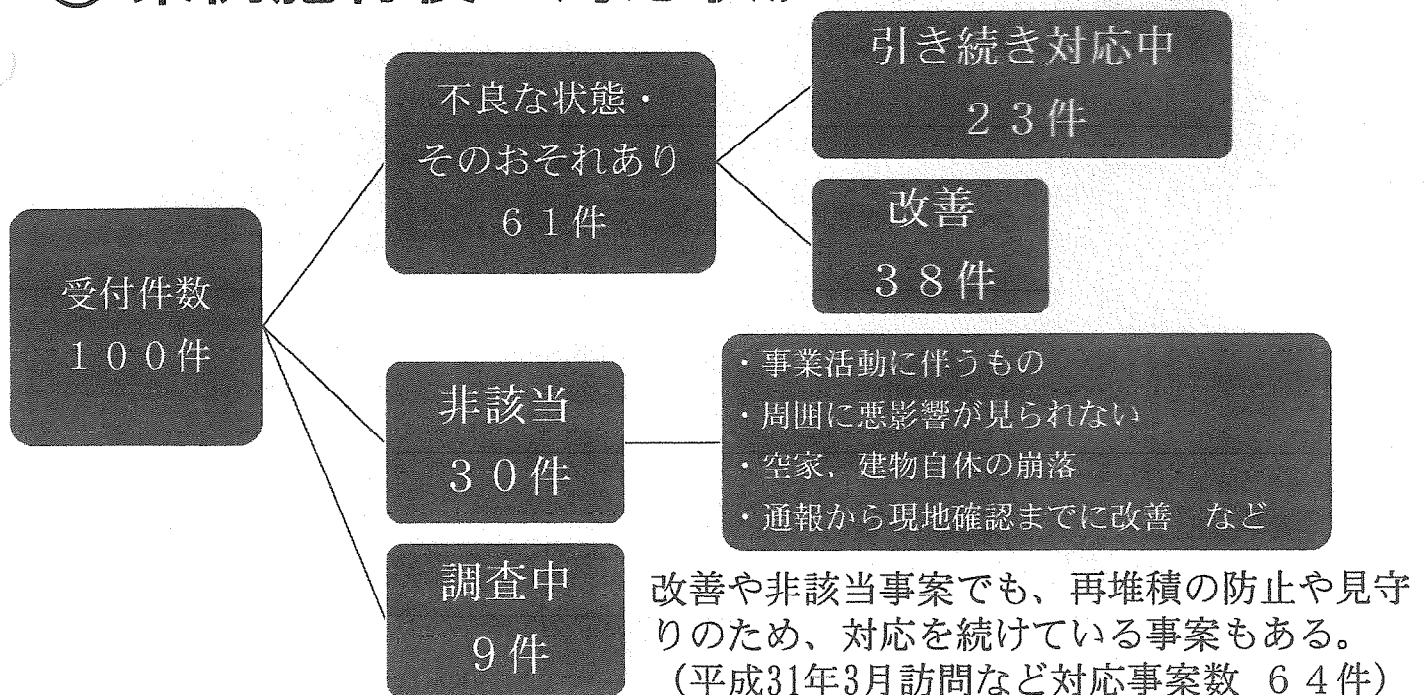 受付件数
100件
不良な状態・
そのおそれあり
61件
引き続き対応中
23件
改善
38件
非該当
30件
・事業活動に伴うもの
・周囲に悪影響が見られない
・空家、建物自体の崩落
・通報から現地確認までに改善 など
調査中
9件
改善や非該当事案でも、再堆積の防止や見守
りのため、対応を続けている事案もある。
(平成31年3月訪問など対応事案数 64件)